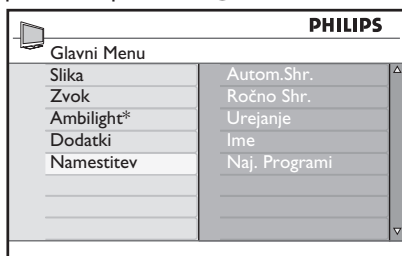 PHILIPS
Glavni Menu
Slika
Zvok
Ambilight*
Dodatki
Namestitev
Autom.Shr.
Ročno Shr.
Urejanje
Ime
Naj. Programi